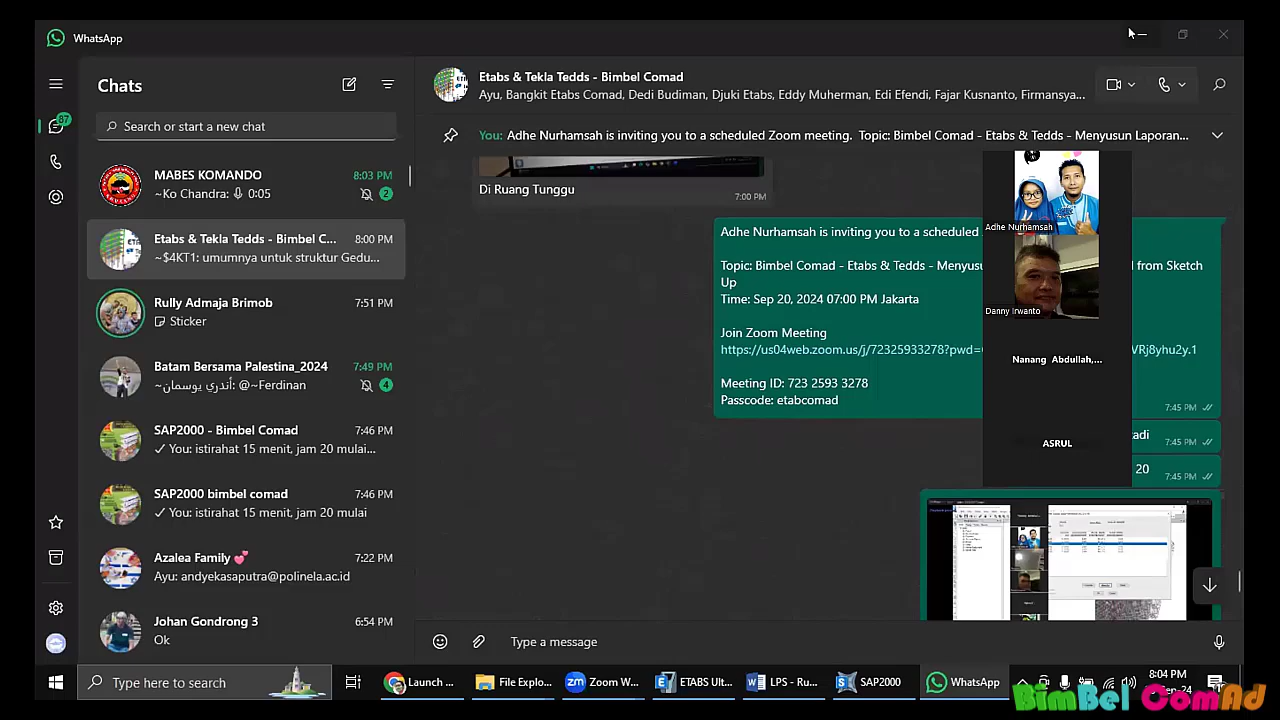 WhatsApp
Chats
Search or start a new chat
87
MABES KOMANDO
8:03 PM
~Ko Chandra: 0:05
2
Etabs & Tekla Tedds - Bimbel C...
8:00 PM
~$4KT1: umumnya untuk struktur Gedu...
Rully Admaja Brimob
7:51 PM
Sticker
Batam Bersama Palestina_2024
7:49 PM
~أندري يوسمان: @~Ferdinan
4
SAP2000 - Bimbel Comad
7:46 PM
You: istirahat 15 menit, jam 20 mulai...
SAP2000 bimbel comad
7:46 PM
You: istirahat 15 menit, jam 20 mulai...
Azalea Family
7:22 PM
Ayu: andyekasaputra@polinela.ac.id
Johan Gondrong 3
6:54 PM
Ok
Etabs & Tekla Tedds - Bimbel Comad
Ayu, Bangkit Etabs Comad, Dedi Budiman, Djuki Etabs, Eddy Muherman, Edi Efendi, Fajar Kusnanto, Firmansya...
You: Adhe Nurhamsah is inviting you to a scheduled Zoom meeting. Topic: Bimbel Comad - Etabs & Tedds - Menyusun Laporan...
Di Ruang Tunggu
7:00 PM
Adhe Nurhamsah is inviting you to a scheduled
Topic: Bimbel Comad - Etabs & Tedds - Menyusu
from Sketch
Up
Time: Sep 20, 2024 07:00 PM Jakarta
Join Zoom Meeting
https://us04web.zoom.us/j/72325933278?pwd=
VRj8yhu2y.1
Meeting ID: 723 2593 3278
Passcode: etabcomad
7:45 PM
adi
7:45 PM
20
7:45 PM
Adhe Nurhamsah
Danny Irwanto
Nanang Abdullah,...
ASRUL
Type a message
Type here to search
Launch ...
File Explo...
Zoom W...
ETABS Ult...
LPS - Ru...
SAP2000
WhatsApp
8:04 PM
BimBel ComAd